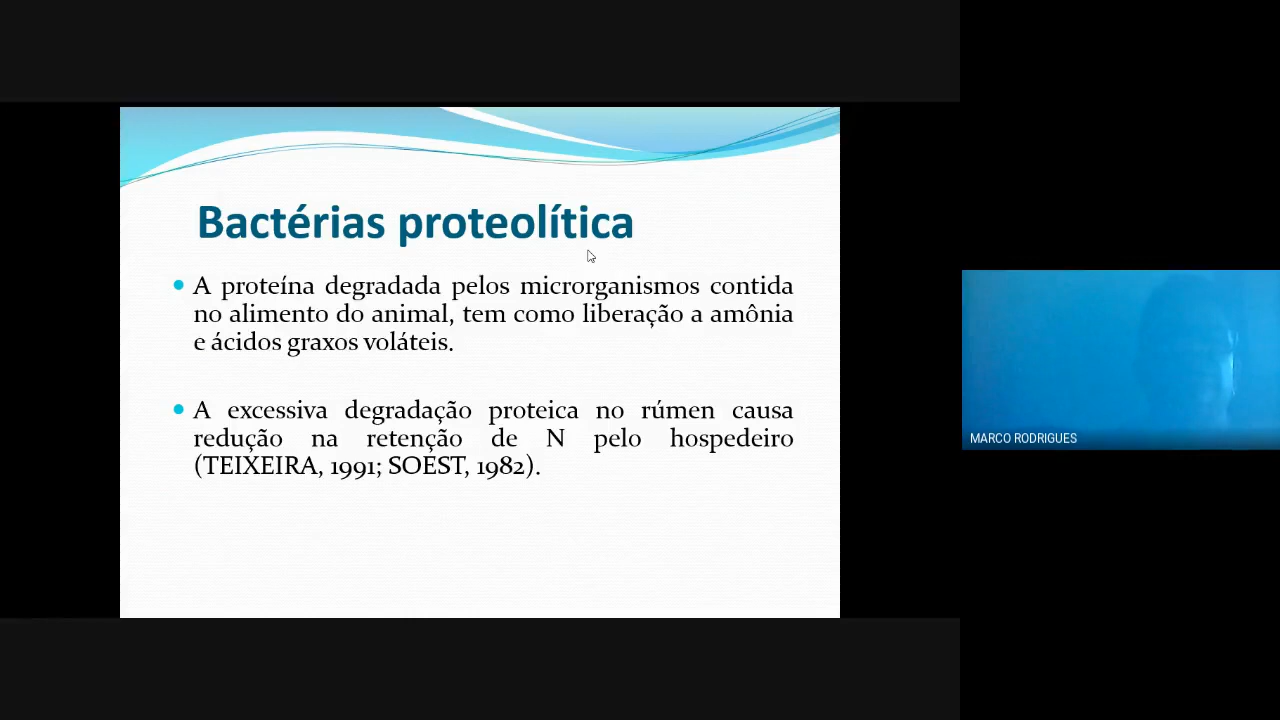 Bactérias proteolítica
A proteína degradada pelos microrganismos contida
no alimento do animal, tem como liberação a amônia
e ácidos graxos voláteis.
A excessiva degradação proteica no rúmen causa
redução na retenção de N pelo hospedeiro
(TEIXEIRA, 1991; SOEST, 1982).
MARCO RODRIGUES